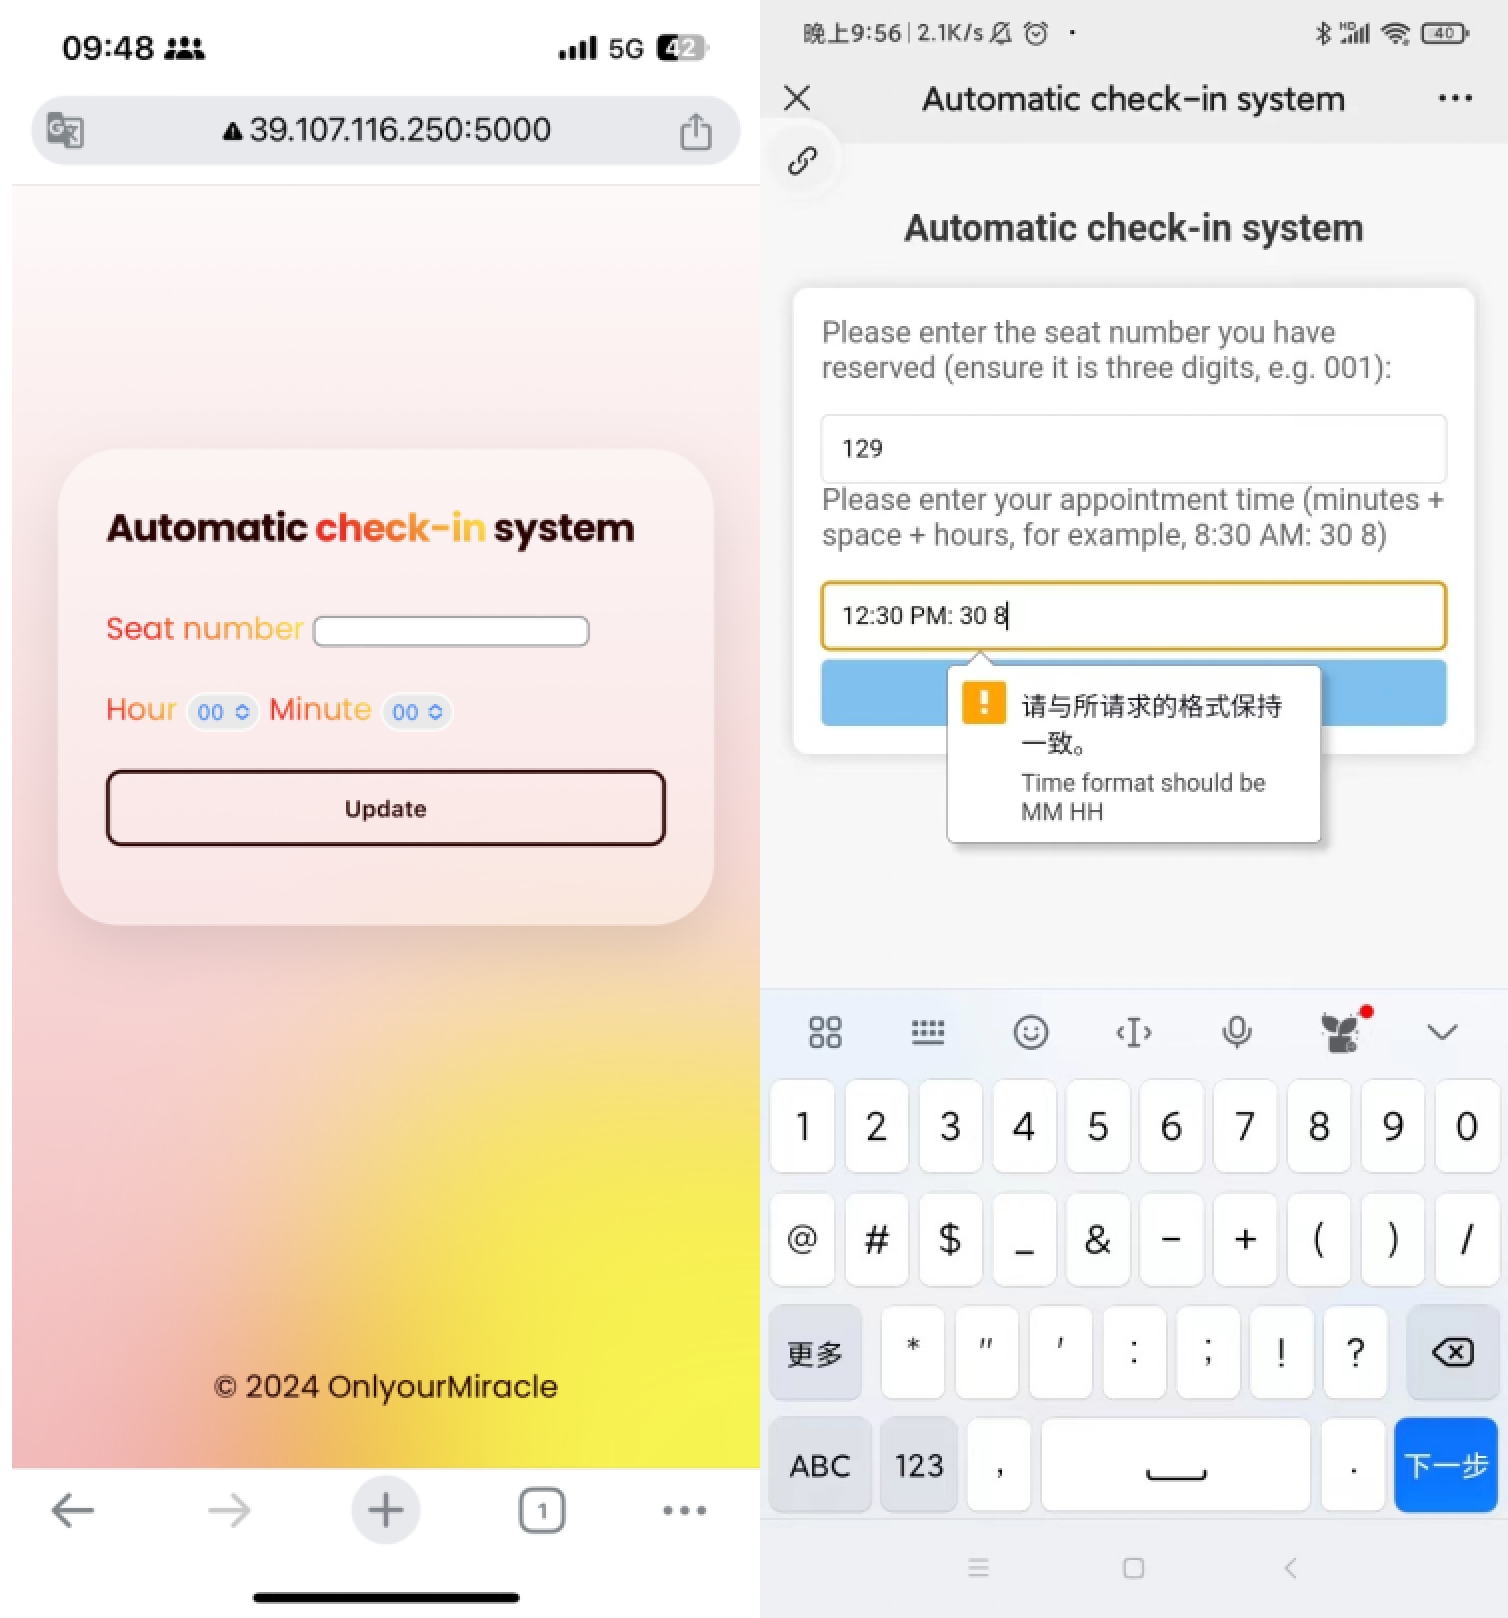 09:48
5G 42
39.107.116.250:5000
Automatic check-in system
Seat number
Hour 00 Minute 00
Update
© 2024 OnlyourMiracle
1
晚上9:56 | 2.1K/s
HD 40
Automatic check-in system
Automatic check-in system
Please enter the seat number you have
reserved (ensure it is three digits, e.g. 001):
129
Please enter your appointment time (minutes +
space + hours, for example, 8:30 AM: 30 8)
12:30 PM: 30 8
请与所请求的格式保持
一致。
Time format should be
MM HH
1 2 3 4 5 6 7 8 9 0
@ # $ _ & - + ( ) /
更多 * " ' : ; ! ?
ABC 123 , . 下一步